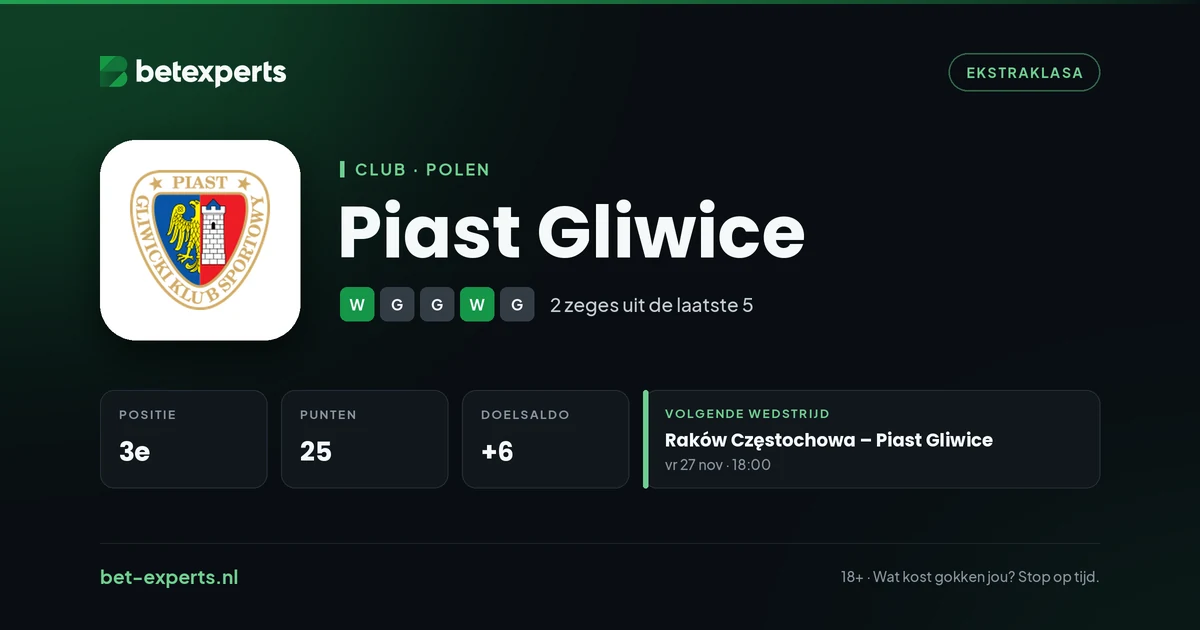 betexperts
EKSTRAKLASA
PIAST
GLIWICKI KLUB SPORTOWY
CLUB · POLEN
Piast Gliwice
W G G W G 2 zeges uit de laatste 5
POSITIE
3e
PUNTEN
25
DOELSALDO
+6
VOLGENDE WEDSTRIJD
Raków Częstochowa – Piast Gliwice
vr 27 nov · 18:00
bet-experts.nl
18+ · Wat kost gokken jou? Stop op tijd.